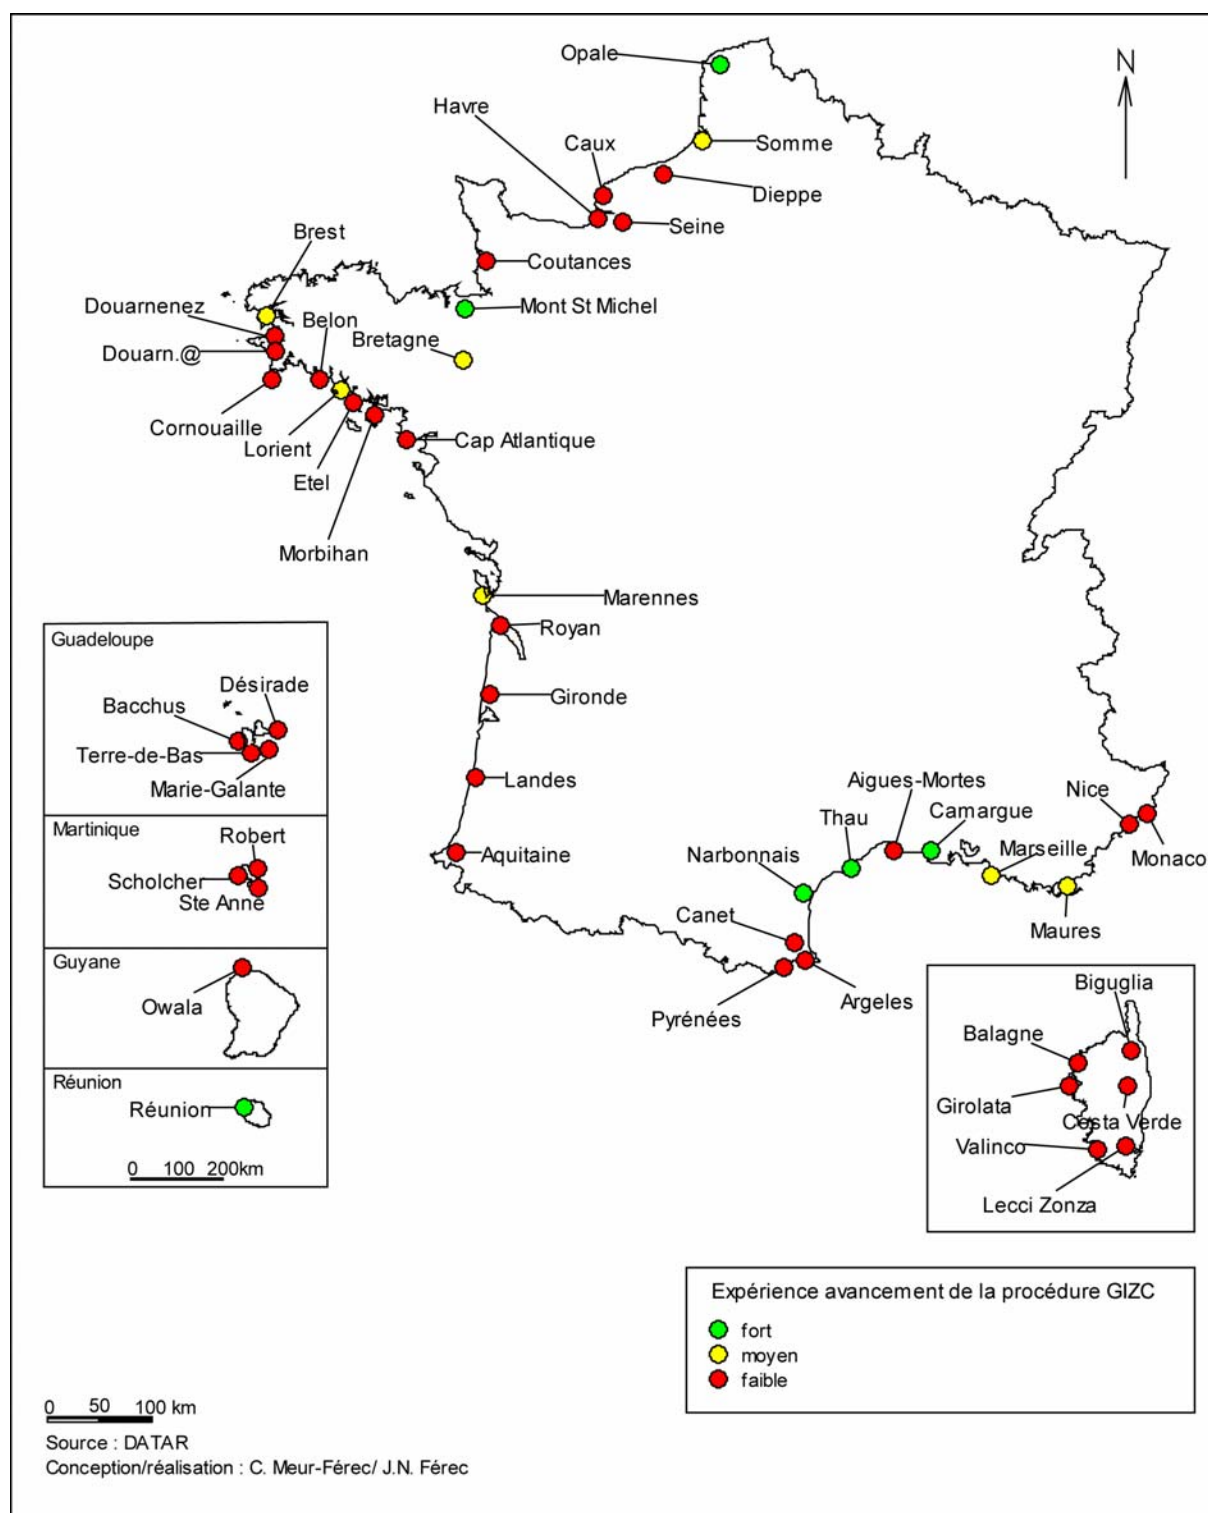 Opale
N
Havre
Somme
Caux
Dieppe
Seine
Brest
Coutances
Douarnenez
Mont St Michel
Belon
Bretagne
Douarn.@
Cornouaille
Lorient
Cap Atlantique
Etel
Morbihan
Marennes
Royan
Guadeloupe
Désirade
Bacchus
Gironde
Terre-de-Bas
Marie-Galante
Landes
Aigues-Mortes
Nice
Thau
Camargue
Martinique
Robert
Marseille
Monaco
Aquitaine
Narbonnais
Scholcher
Ste Anne
Canet
Maures
Guyane
Argeles
Owala
Pyrénées
Biguglia
Balagne
Réunion
Réunion
Girolata
Costa Verde
Valinco
0 100 200km
Lecci Zonza
Expérience avancement de la procédure GIZC
fort
moyen
faible
0 50 100 km
Source : DATAR
Conception/réalisation : C. Meur-Férec/ J.N. Férec